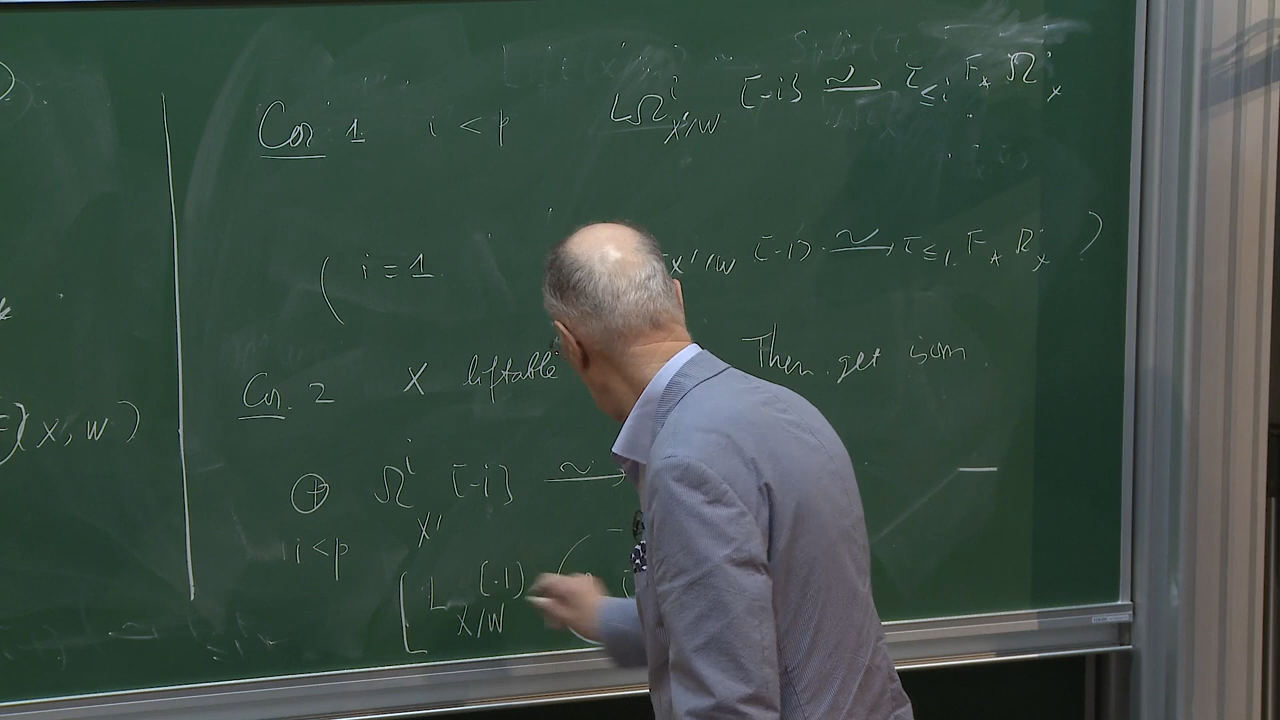 Cor 1 i < p LΩ^i_{X'/W} [-i] ⥲ τ_{≤i} F_* Ω^·_X
( i = 1 X'/W [-1] ⥲ τ_{≤1} F_* Ω^·_X )
Cor. 2 X liftable Then get isom
(X, W)
⊕_{i<p} Ω^i_{X'} [-i] ⥲
[ L_{X/W} [-1]